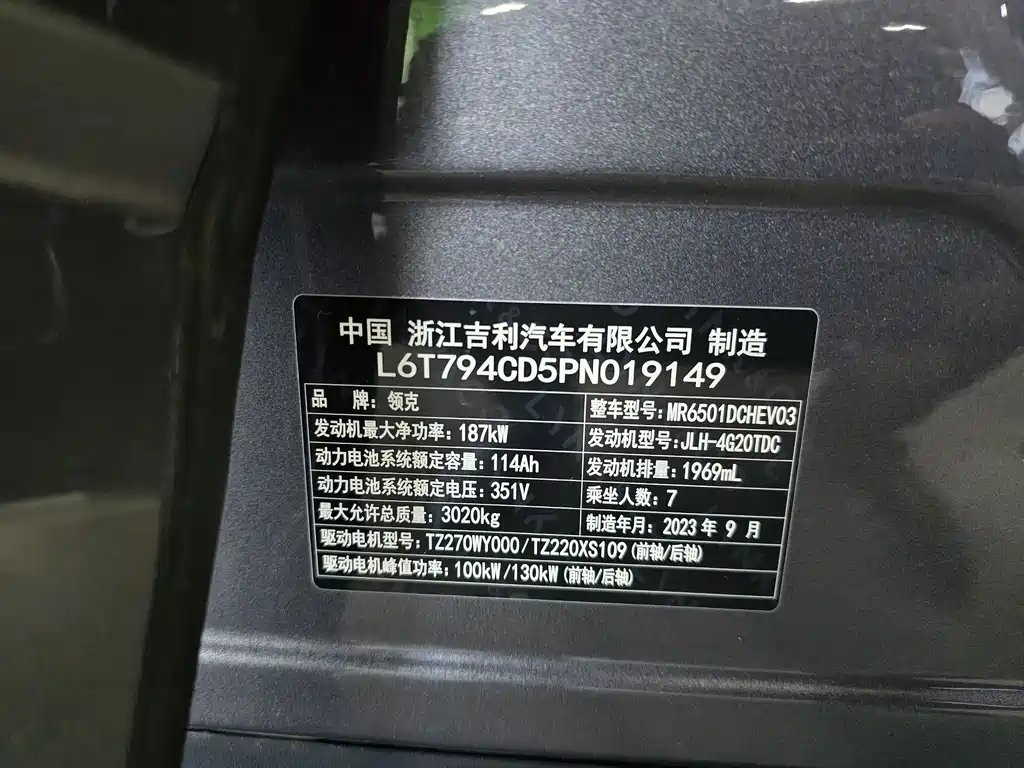 中国 浙江吉利汽车有限公司 制造
L6T794CD5PN019149
品 牌：领克 整车型号：MR6501DCHEV03
发动机最大净功率：187kW 发动机型号：JLH-4G20TDC
动力电池系统额定容量：114Ah 发动机排量：1969mL
动力电池系统额定电压：351V 乘坐人数：7
最大允许总质量：3020kg 制造年月：2023 年 9 月
驱动电机型号：TZ270WY000/TZ220XS109(前轴/后轴)
驱动电机峰值功率：100kW/130kW(前轴/后轴)